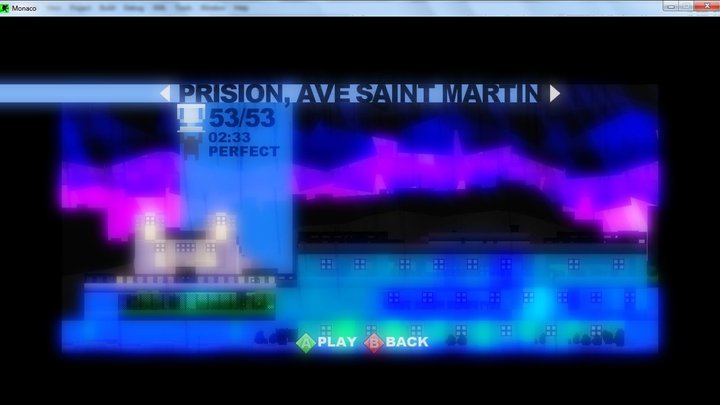 Monaco
PRISION, AVE SAINT MARTIN
53/53
02:33
PERFECT
A PLAY B BACK